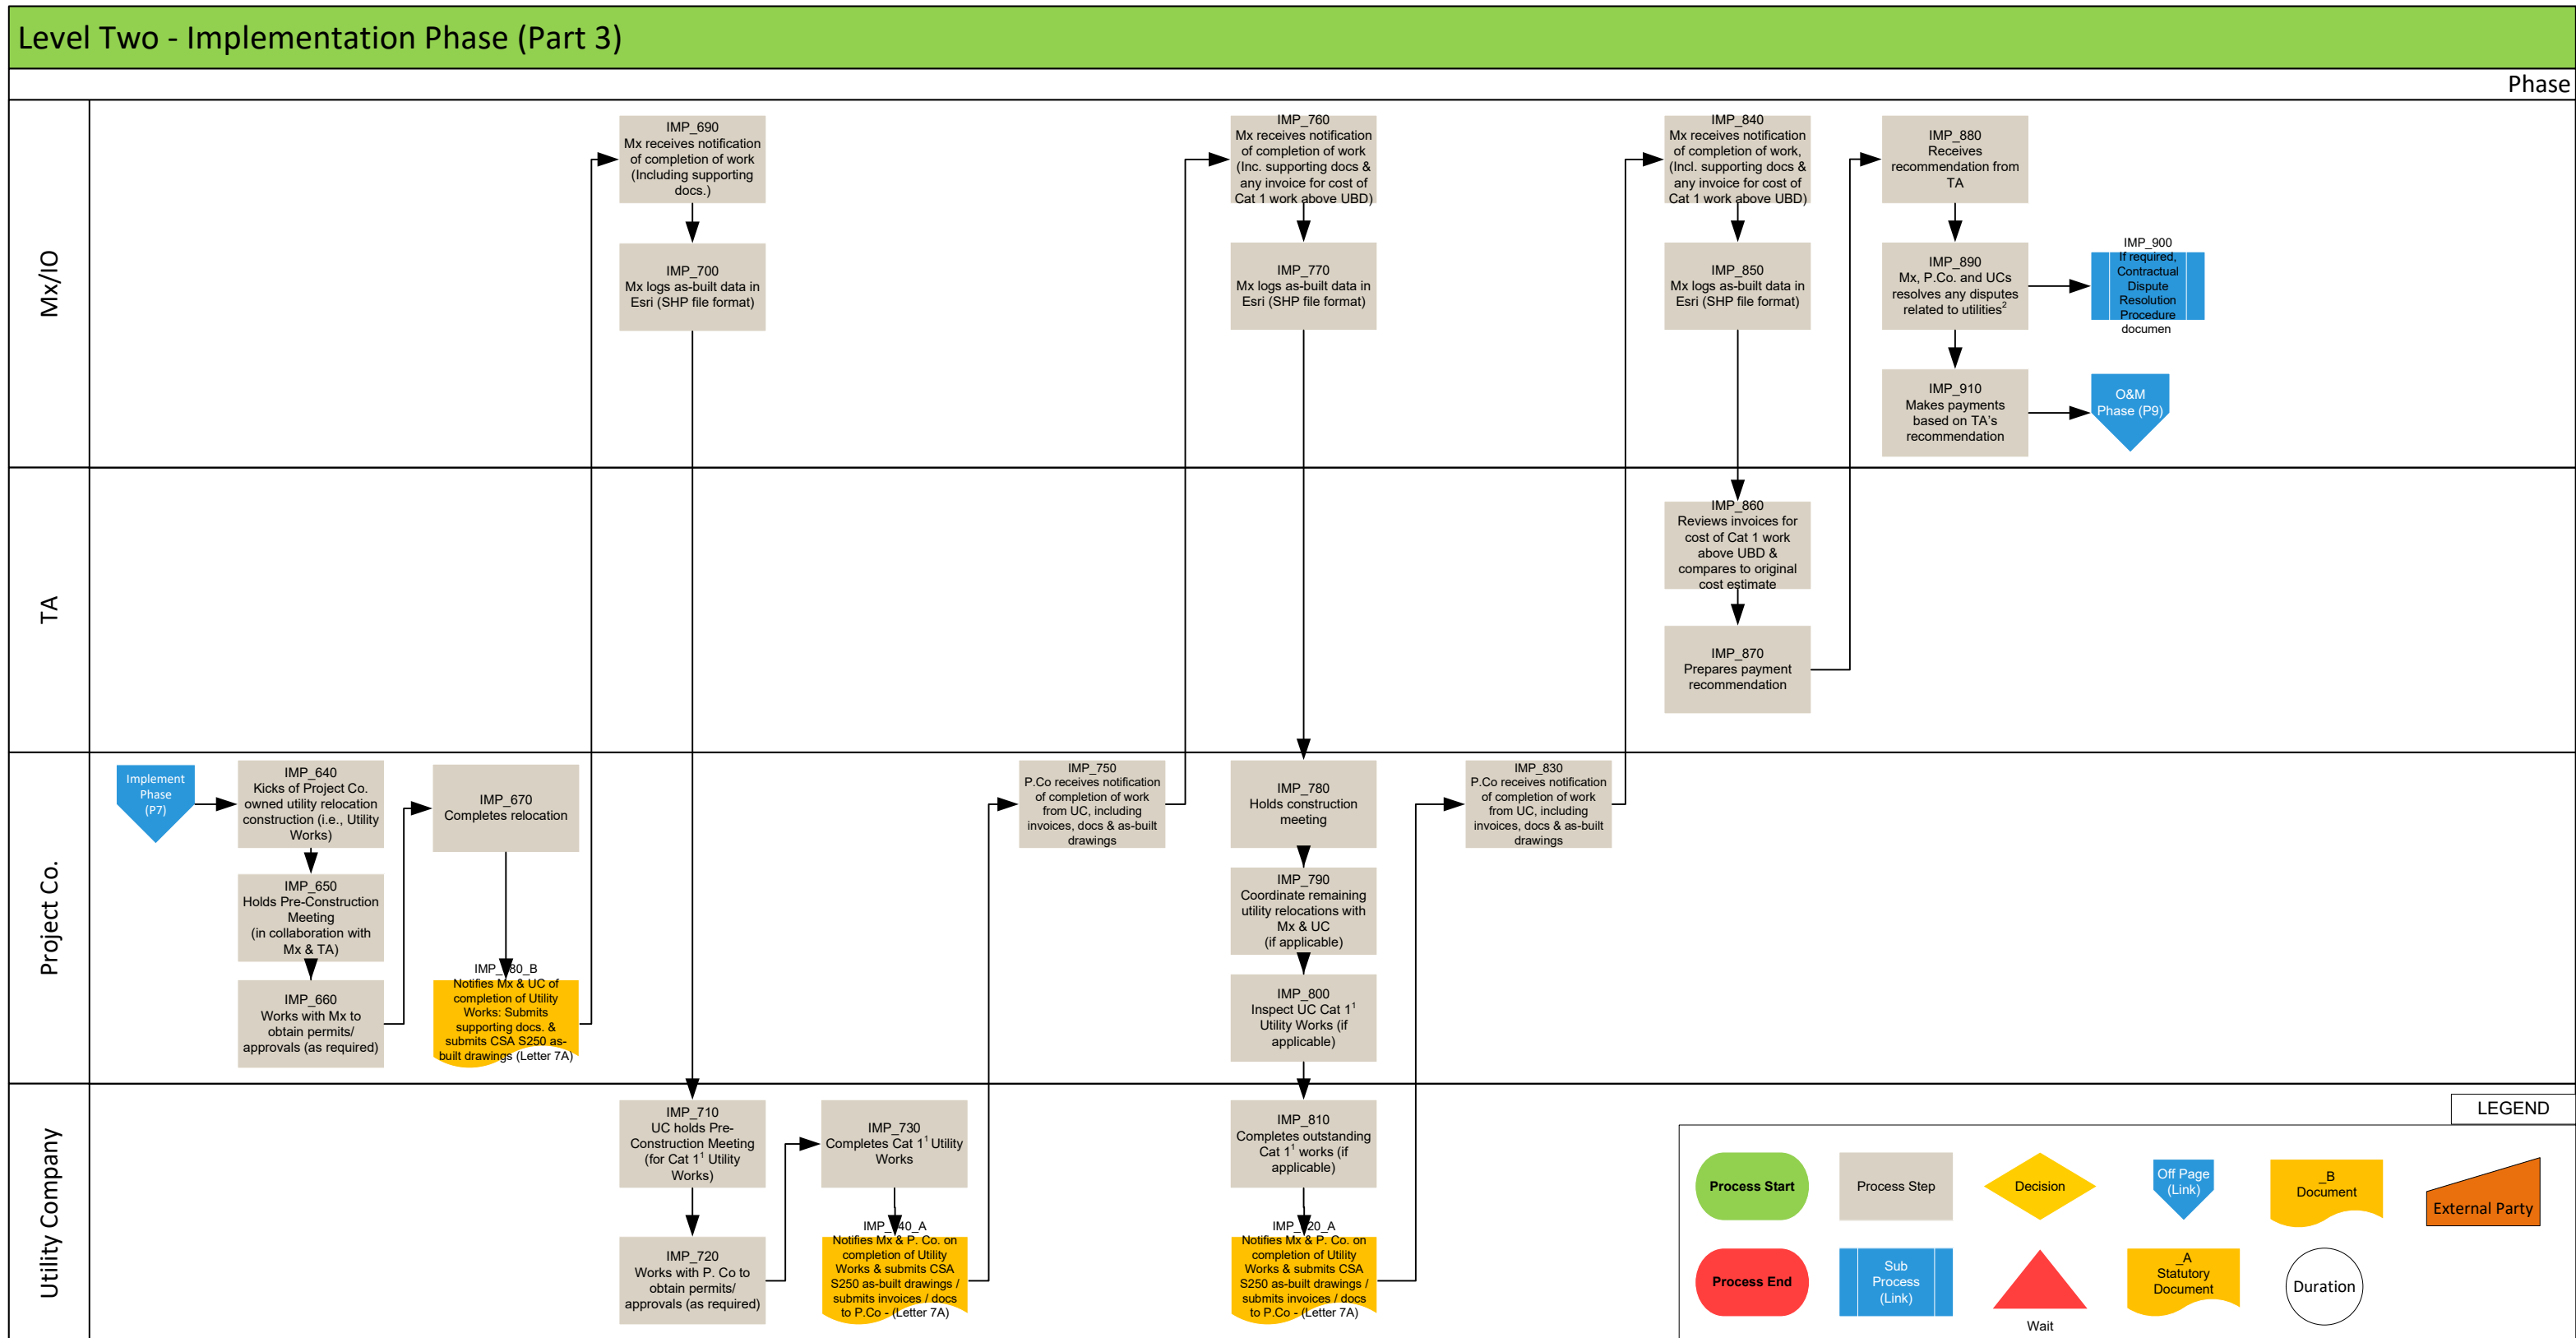 Level Two - Implementation Phase (Part 3)
Phase
Mx/IO
IMP_690
Mx receives notification
of completion of work
(Including supporting
docs.)
IMP_700
Mx logs as-built data in
Esri (SHP file format)
IMP_760
Mx receives notification
of completion of work
(Inc. supporting docs &
any invoice for cost of
Cat 1 work above UBD)
IMP_770
Mx logs as-built data in
Esri (SHP file format)
IMP_840
Mx receives notification
of completion of work,
(Incl. supporting docs &
any invoice for cost of
Cat 1 work above UBD)
IMP_850
Mx logs as-built data in
Esri (SHP file format)
IMP_880
Receives
recommendation from
TA
IMP_890
Mx, P.Co. and UCs
resolves any disputes
related to utilities²
IMP_900
If required,
Contractual
Dispute
Resolution
Procedure
documen
IMP_910
Makes payments
based on TA's
recommendation
O&M
Phase (P9)
TA
IMP_860
Reviews invoices for
cost of Cat 1 work
above UBD &
compares to original
cost estimate
IMP_870
Prepares payment
recommendation
Project Co.
Implement
Phase
(P7)
IMP_640
Kicks of Project Co.
owned utility relocation
construction (i.e., Utility
Works)
IMP_650
Holds Pre-Construction
Meeting
(in collaboration with
Mx & TA)
IMP_660
Works with Mx to
obtain permits/
approvals (as required)
IMP_670
Completes relocation
Notifies Mx & UC of
completion of Utility
Works: Submits
supporting docs. &
submits CSA S250 as-
built drawings (Letter 7A)
IMP_750
P.Co receives notification
of completion of work
from UC, including
invoices, docs & as-built
drawings
IMP_780
Holds construction
meeting
IMP_790
Coordinate remaining
utility relocations with
Mx & UC
(if applicable)
IMP_800
Inspect UC Cat 1¹
Utility Works (if
applicable)
IMP_830
P.Co receives notification
of completion of work
from UC, including
invoices, docs & as-built
drawings
Utility Company
IMP_710
UC holds Pre-
Construction Meeting
(for Cat 1¹ Utility
Works)
IMP_720
Works with P. Co to
obtain permits/
approvals (as required)
IMP_730
Completes Cat 1¹ Utility
Works
Notifies Mx & P. Co. on
completion of Utility
Works & submits CSA
S250 as-built drawings /
submits invoices / docs
to P.Co - (Letter 7A)
IMP_810
Completes outstanding
Cat 1¹ works (if
applicable)
Notifies Mx & P. Co. on
completion of Utility
Works & submits CSA
S250 as-built drawings /
submits invoices / docs
to P.Co - (Letter 7A)
LEGEND
Process Start
Process Step
Decision
Off Page
(Link)
_B
Document
External Party
Process End
Sub
Process
(Link)
Wait
_A
Statutory
Document
Duration